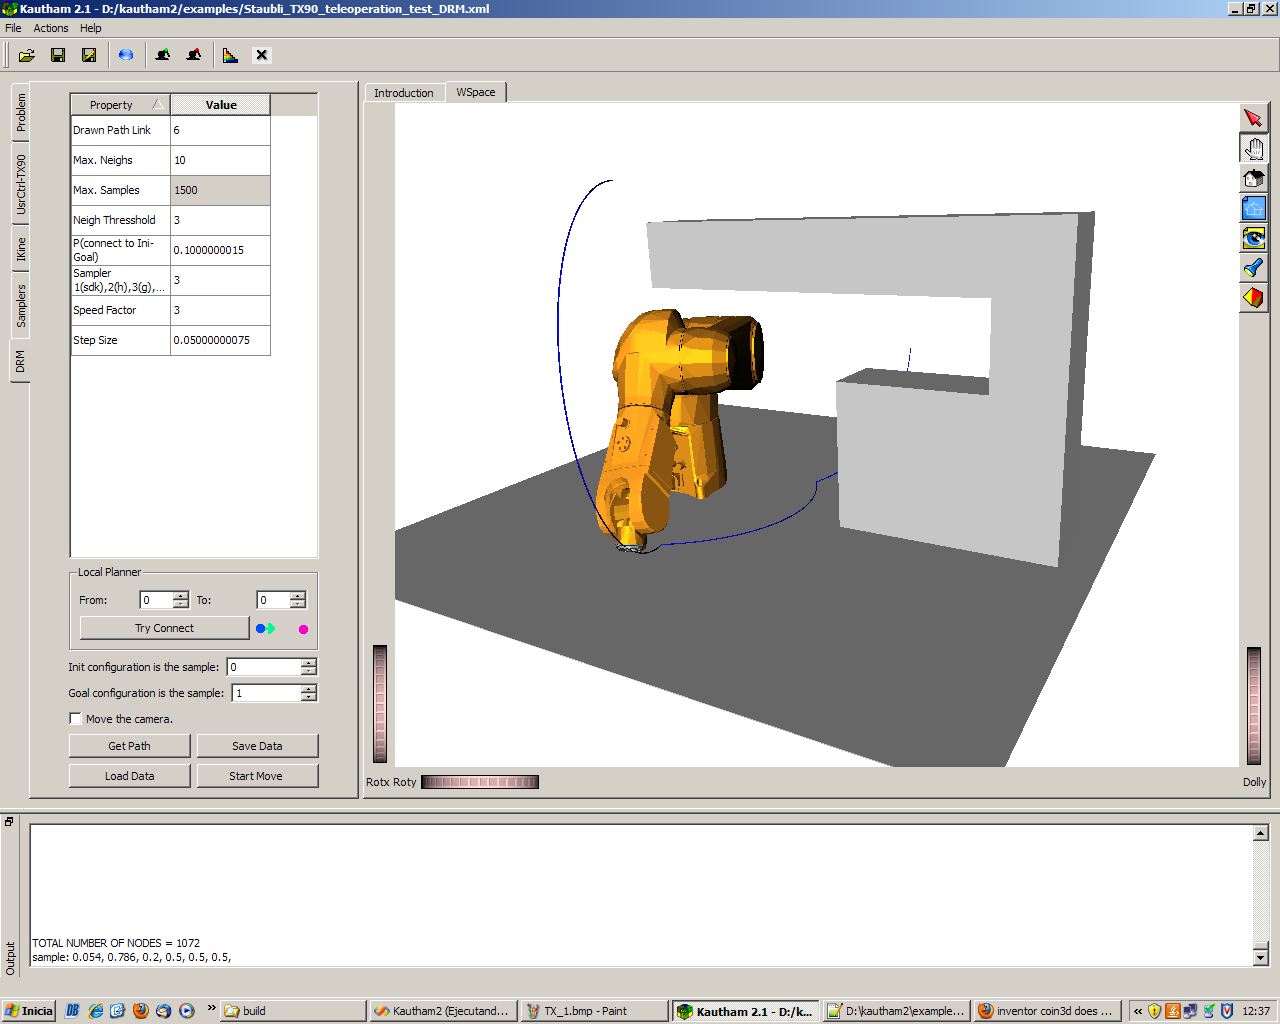 Kautham 2.1 - D:/kautham2/examples/Staubli_TX90_teleoperation_test_DRM.xml
File Actions Help
Problem
UsrCtrl-TX90
IKine
Samplers
DRM
Property Value
Drawn Path Link 6
Max. Neighs 10
Max. Samples 1500
Neigh Thresshold 3
P(connect to Ini-
Goal) 0.1000000015
Sampler
1(sdk),2(h),3(g),... 3
Speed Factor 3
Step Size 0.05000000075
Local Planner
From: 0 To: 0
Try Connect
Init configuration is the sample: 0
Goal configuration is the sample: 1
Move the camera.
Get Path Save Data
Load Data Start Move
Introduction WSpace
Rotx Roty Dolly
Output
TOTAL NUMBER OF NODES = 1072
sample: 0.054, 0.786, 0.2, 0.5, 0.5, 0.5,
Inicia DB » build Kautham2 (Ejecutand... TX_1.bmp - Paint Kautham 2.1 - D:/k... D:\kautham2\example... inventor coin3d does ... « 12:37